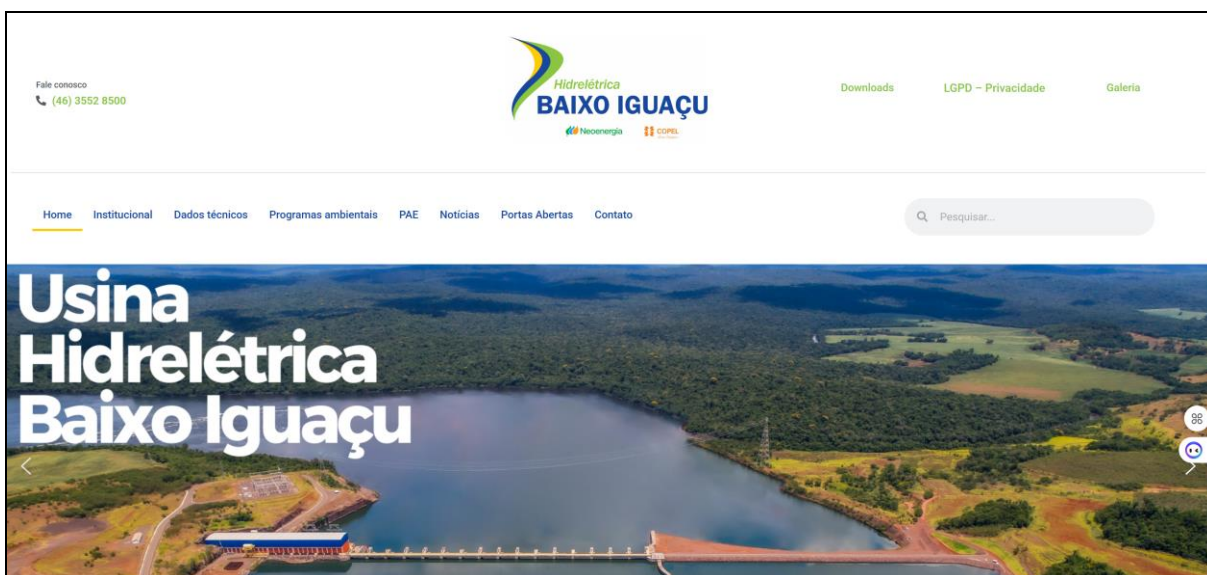 Fale conosco
(46) 3552 8500
Hidrelétrica
BAIXO IGUAÇU
Neoenergia COPEL
Downloads LGPD – Privacidade Galeria
Home Institucional Dados técnicos Programas ambientais PAE Notícias Portas Abertas Contato
Pesquisar...
Usina
Hidrelétrica
Baixo Iguaçu